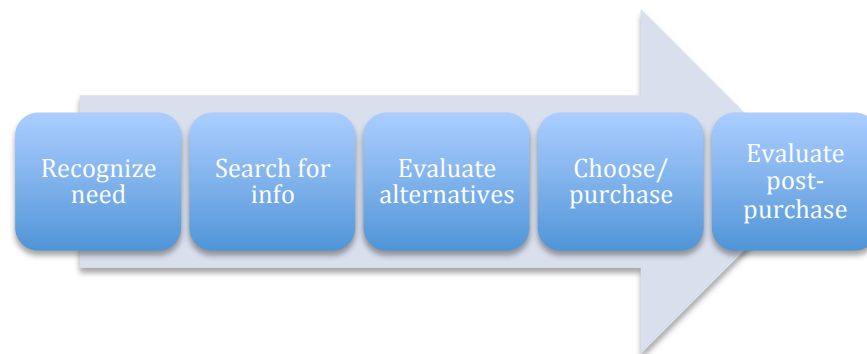 Recognize
need
Search for
info
Evaluate
alternatives
Choose/
purchase
Evaluate
post-
purchase